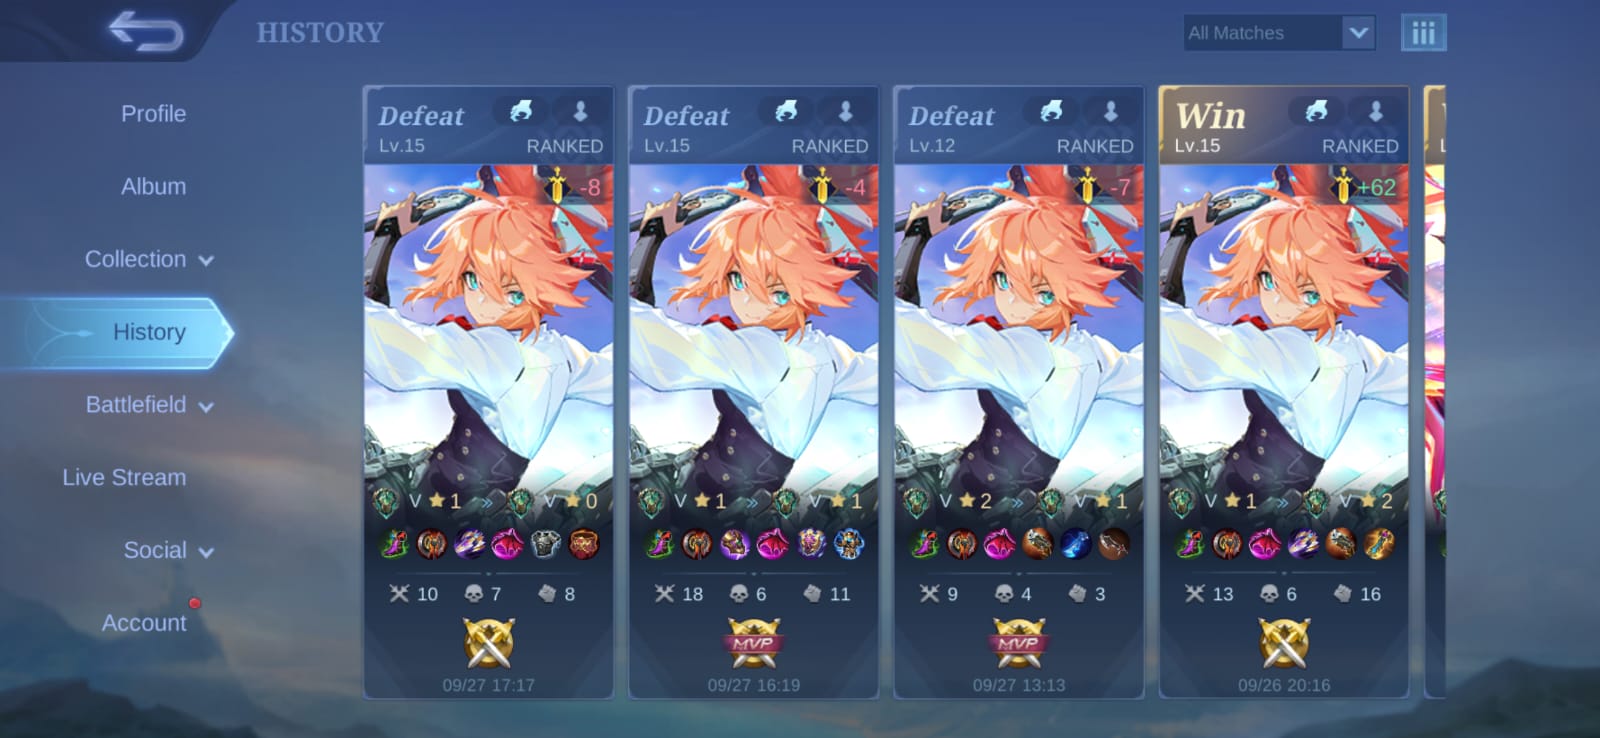 HISTORY
All Matches
Profile
Album
Collection
History
Battlefield
Live Stream
Social
Account
Defeat
Lv.15 RANKED
-8
V 1 » V 0
10 7 8
09/27 17:17
Defeat
Lv.15 RANKED
-4
V 1 » V 1
18 6 11
MVP
09/27 16:19
Defeat
Lv.12 RANKED
-7
V 2 » V 1
9 4 3
MVP
09/27 13:13
Win
Lv.15 RANKED
+62
V 1 » V 2
13 6 16
09/26 20:16